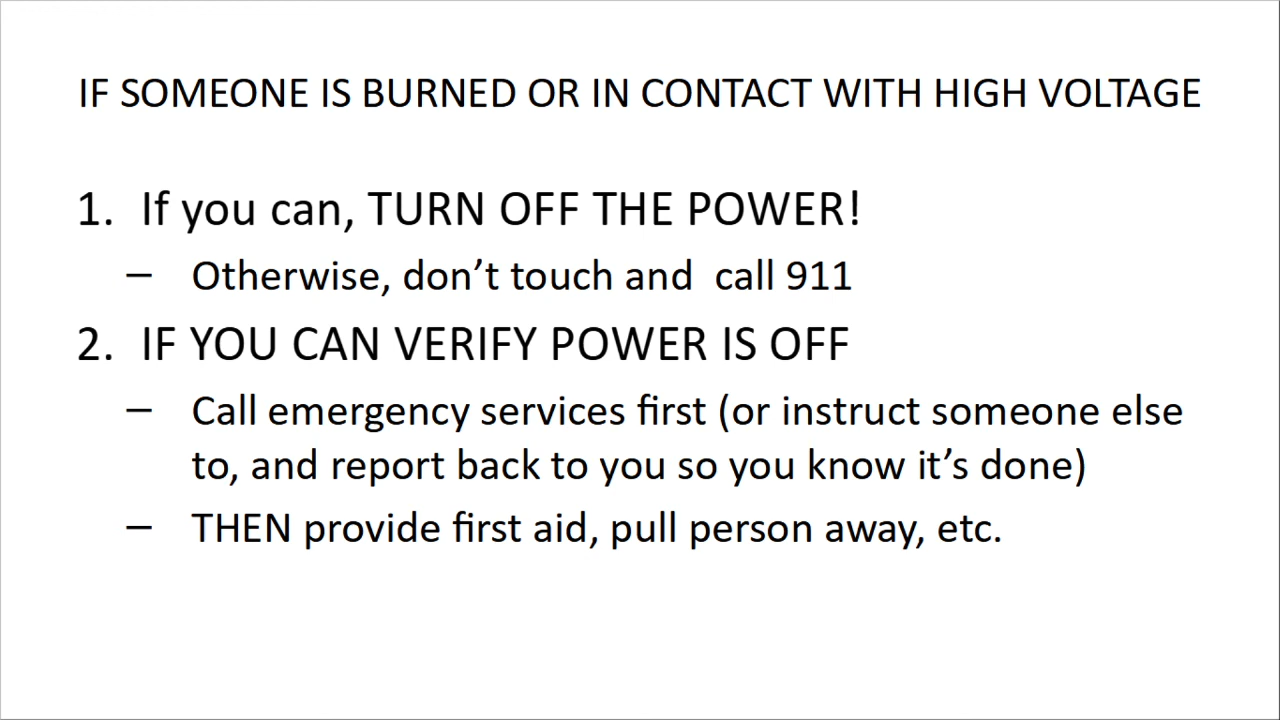 IF SOMEONE IS BURNED OR IN CONTACT WITH HIGH VOLTAGE
1. If you can, TURN OFF THE POWER!
– Otherwise, don’t touch and  call 911
2. IF YOU CAN VERIFY POWER IS OFF
– Call emergency services first (or instruct someone else
to, and report back to you so you know it’s done)
– THEN provide first aid, pull person away, etc.